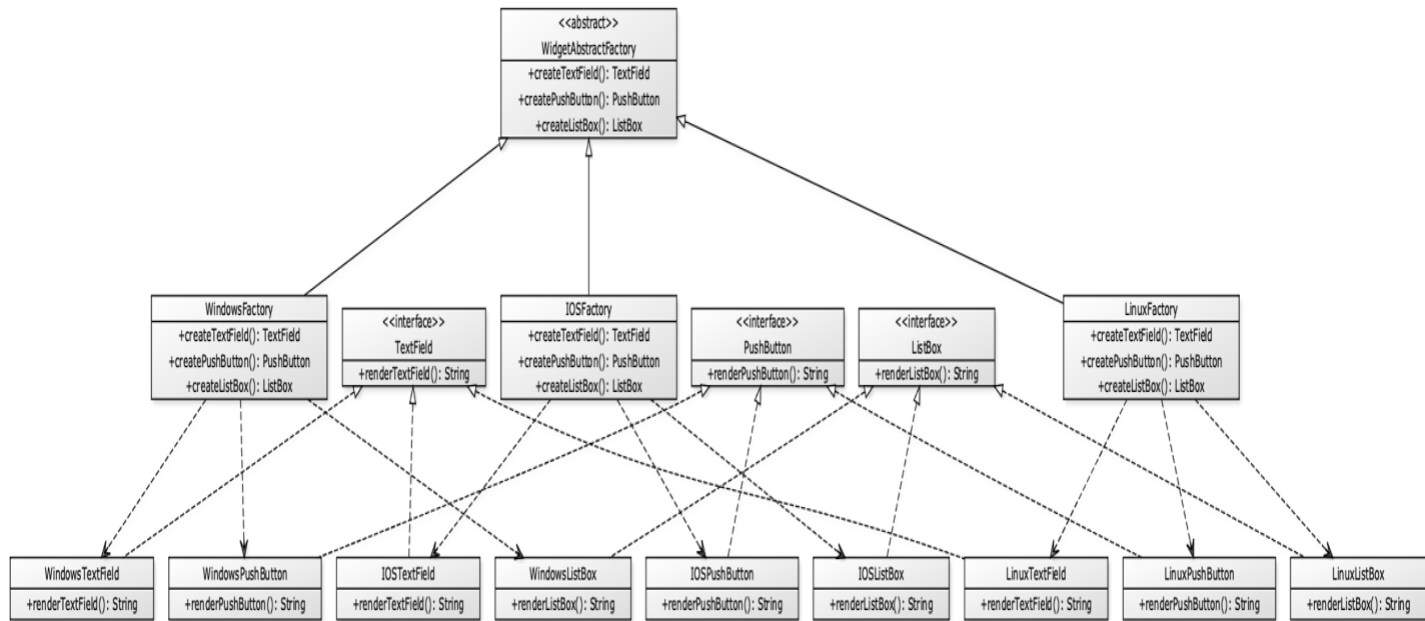 <<abstract>>
WidgetAbstractFactory
+createTextField(): TextField
+createPushButton(): PushButton
+createListBox(): ListBox
WindowsFactory
+createTextField(): TextField
+createPushButton(): PushButton
+createListBox(): ListBox
<<interface>>
TextField
+renderTextField(): String
IOSFactory
+createTextField(): TextField
+createPushButton(): PushButton
+createListBox(): ListBox
<<interface>>
PushButton
+renderPushButton(): String
<<interface>>
ListBox
+renderListBox(): String
LinuxFactory
+createTextField(): TextField
+createPushButton(): PushButton
+createListBox(): ListBox
WindowsTextField
+renderTextField(): String
WindowsPushButton
+renderPushButton(): String
IOSTextField
+renderTextField(): String
WindowsListBox
+renderListBox(): String
IOSPushButton
+renderPushButton(): String
IOSListBox
+renderListBox(): String
LinuxTextField
+renderTextField(): String
LinuxPushButton
+renderPushButton(): String
LinuxListBox
+renderListBox(): String